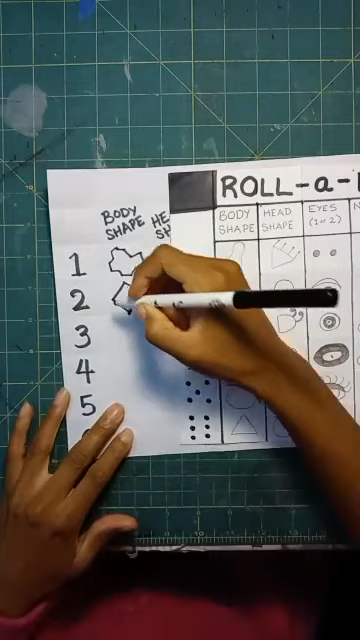 ROLL-a-
BODY SHAPE
HEAD SHAPE
EYES (1 or 2)
BODY SHAPE
1
2
3
4
5